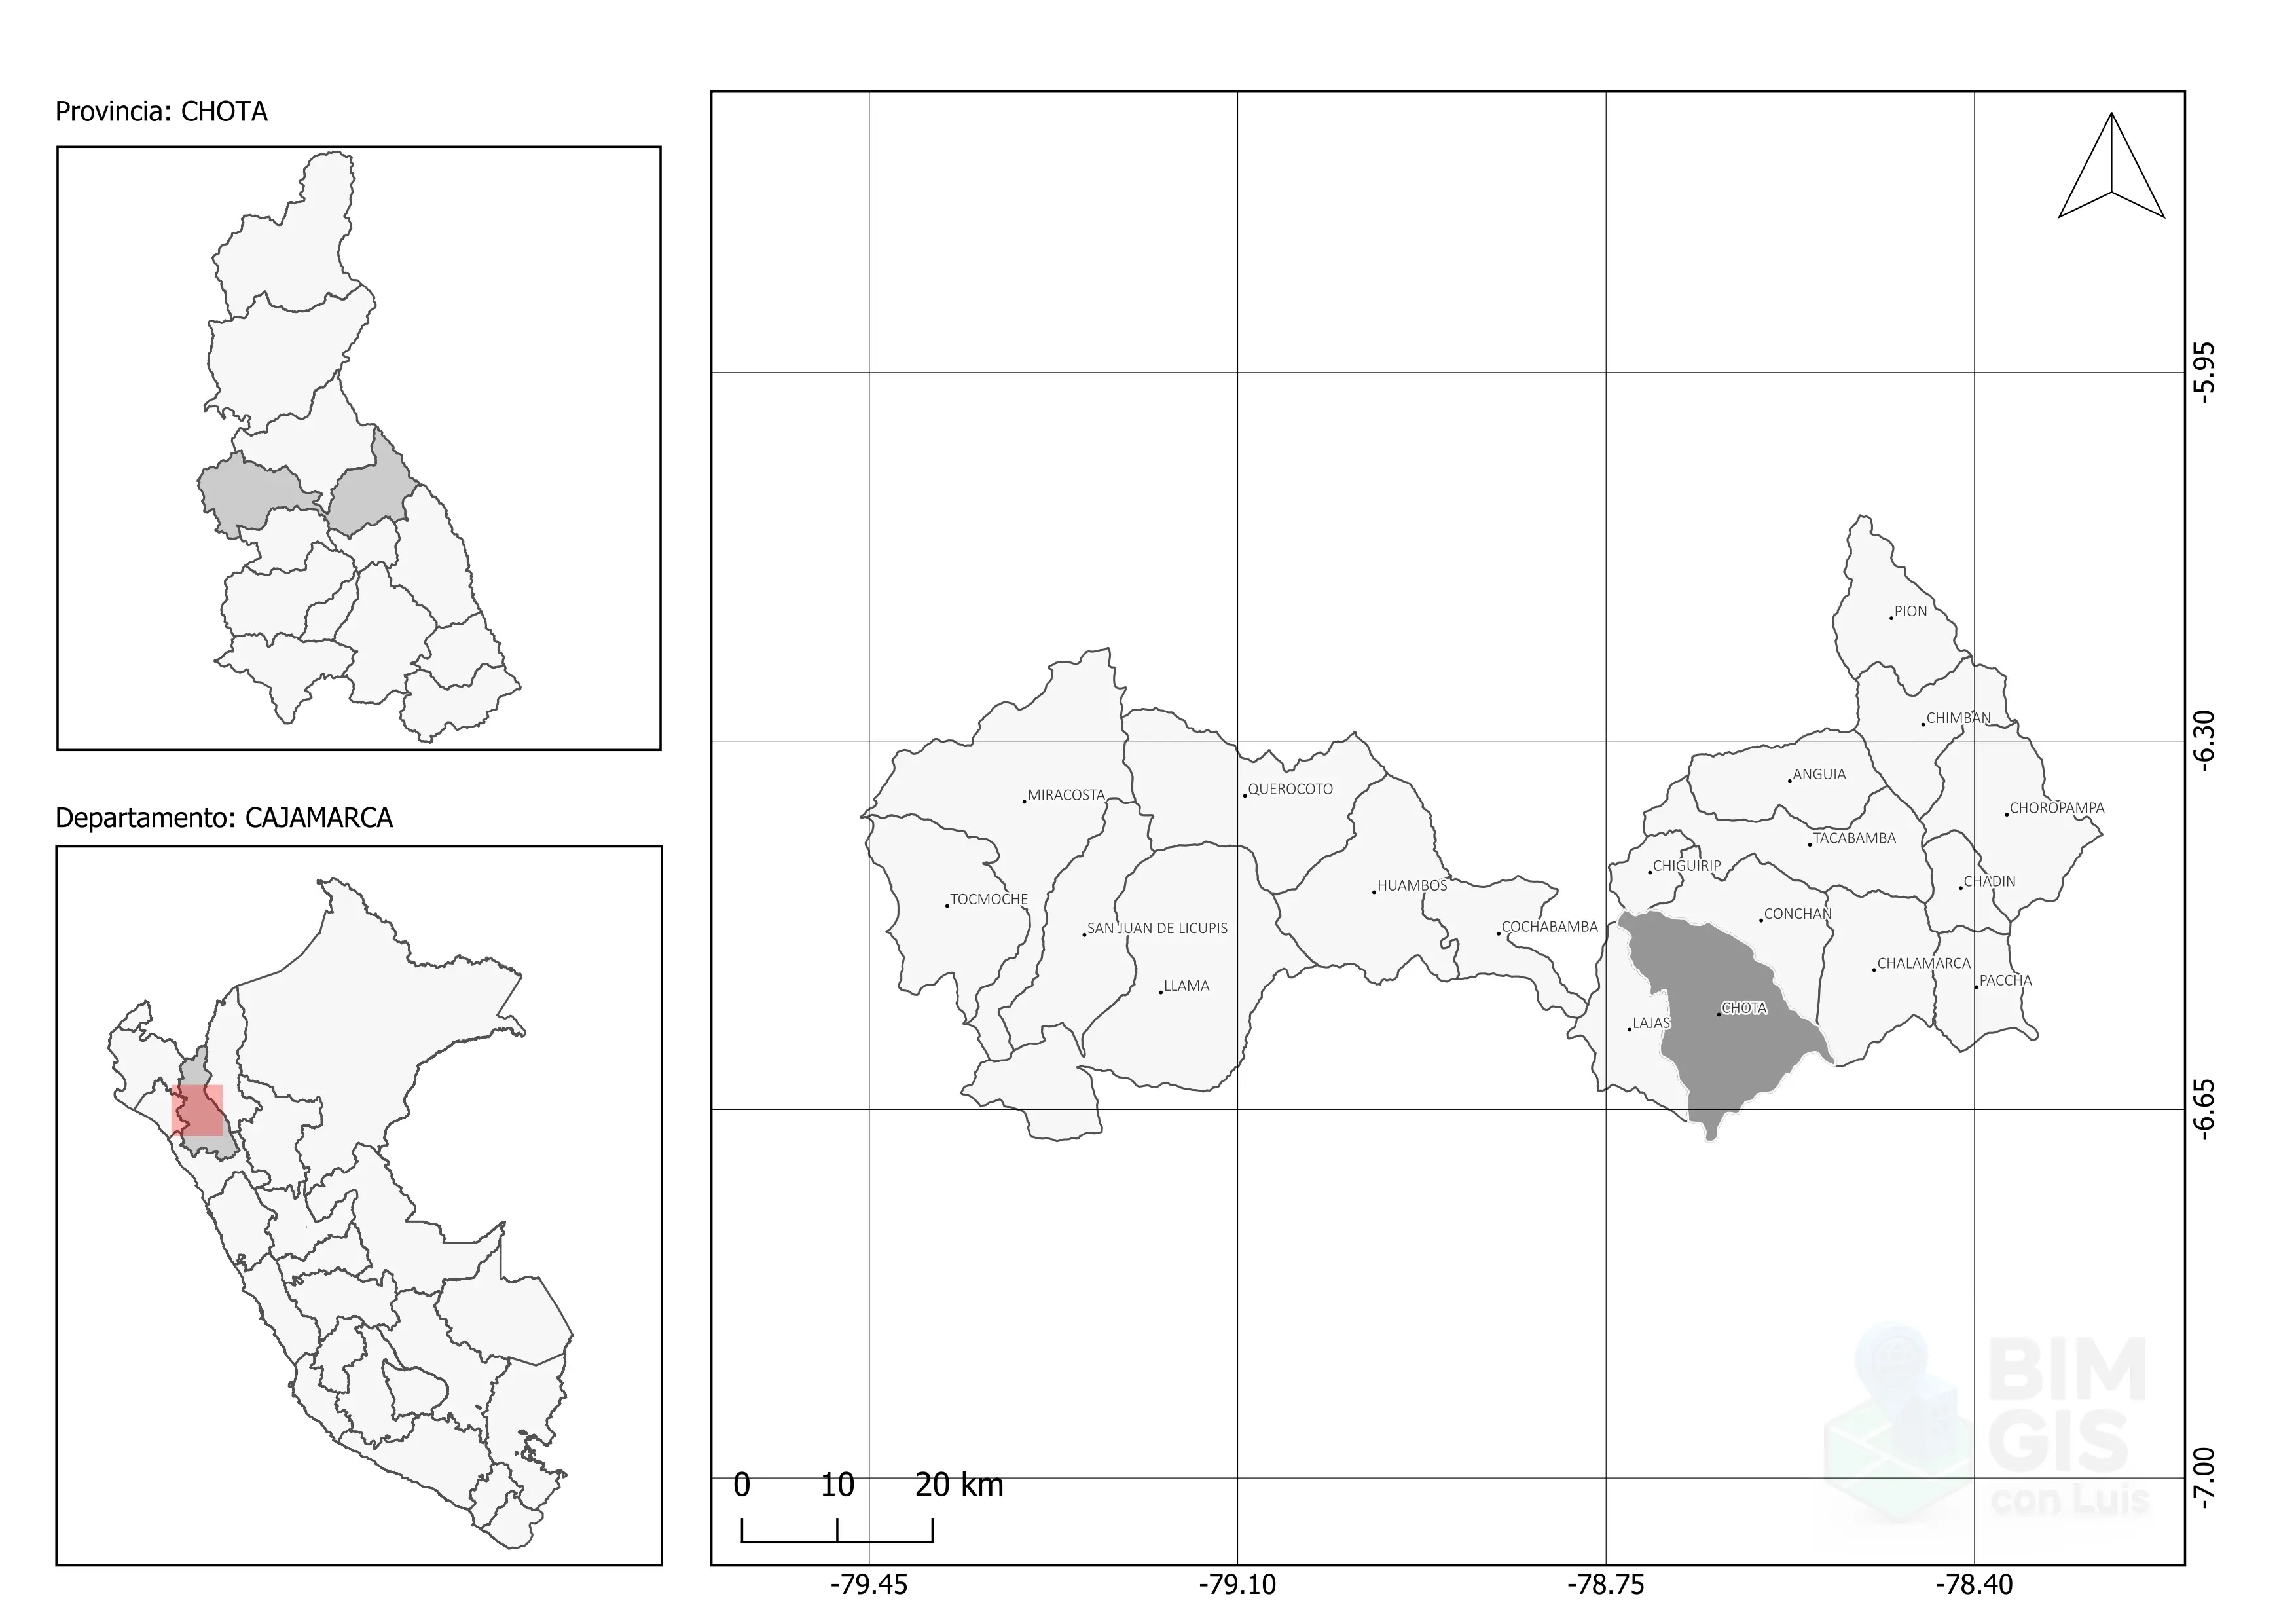 Provincia: CHOTA
Departamento: CAJAMARCA
PION
CHIMBAN
ANGUIA
QUEROCOTO
MIRACOSTA
CHOROPAMPA
TACABAMBA
CHIGUIRIP
CHADIN
HUAMBOS
TOCMOCHE
CONCHAN
COCHABAMBA
SAN JUAN DE LICUPIS
CHALAMARCA
PACCHA
LLAMA
CHOTA
LAJAS
-5.95
-6.30
-6.65
-7.00
0 10 20 km
-79.45 -79.10 -78.75 -78.40
BIM
GIS
con Luis